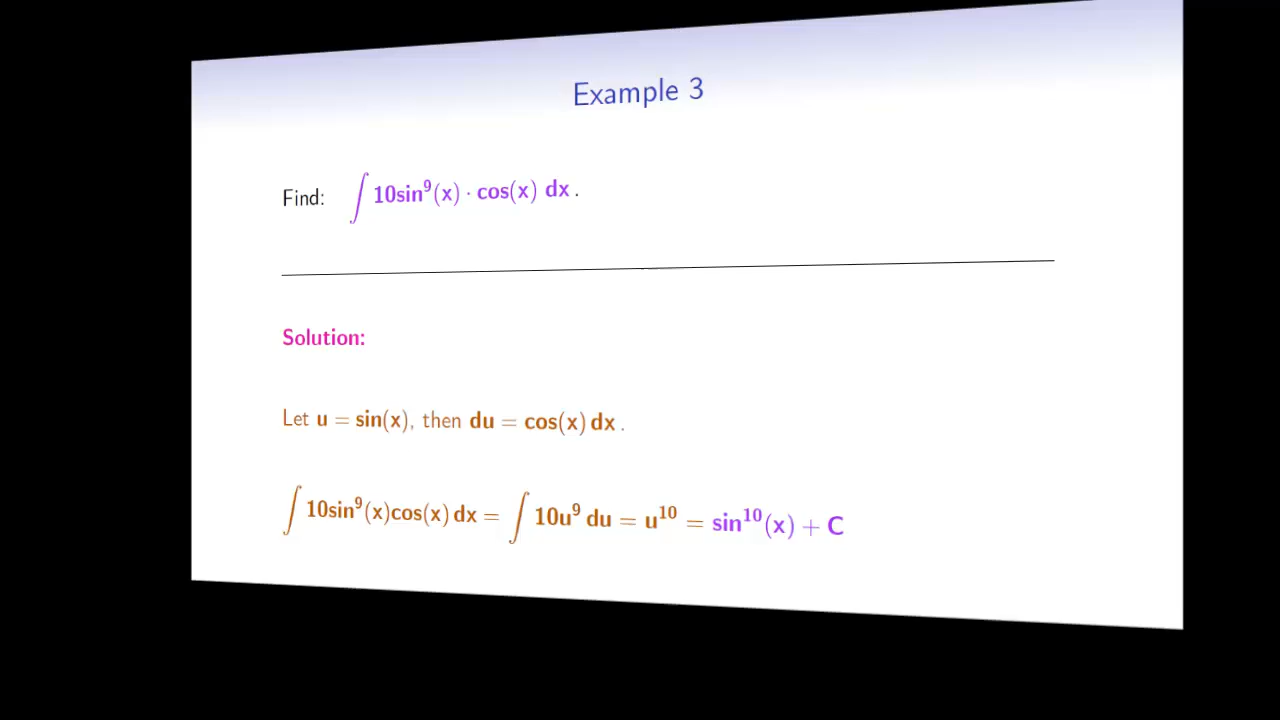 Example 3
Find: ∫ 10sin⁹(x) · cos(x) dx .
Solution:
Let u = sin(x), then du = cos(x) dx .
∫ 10sin⁹(x)cos(x) dx = ∫ 10u⁹ du = u¹⁰ = sin¹⁰(x) + C